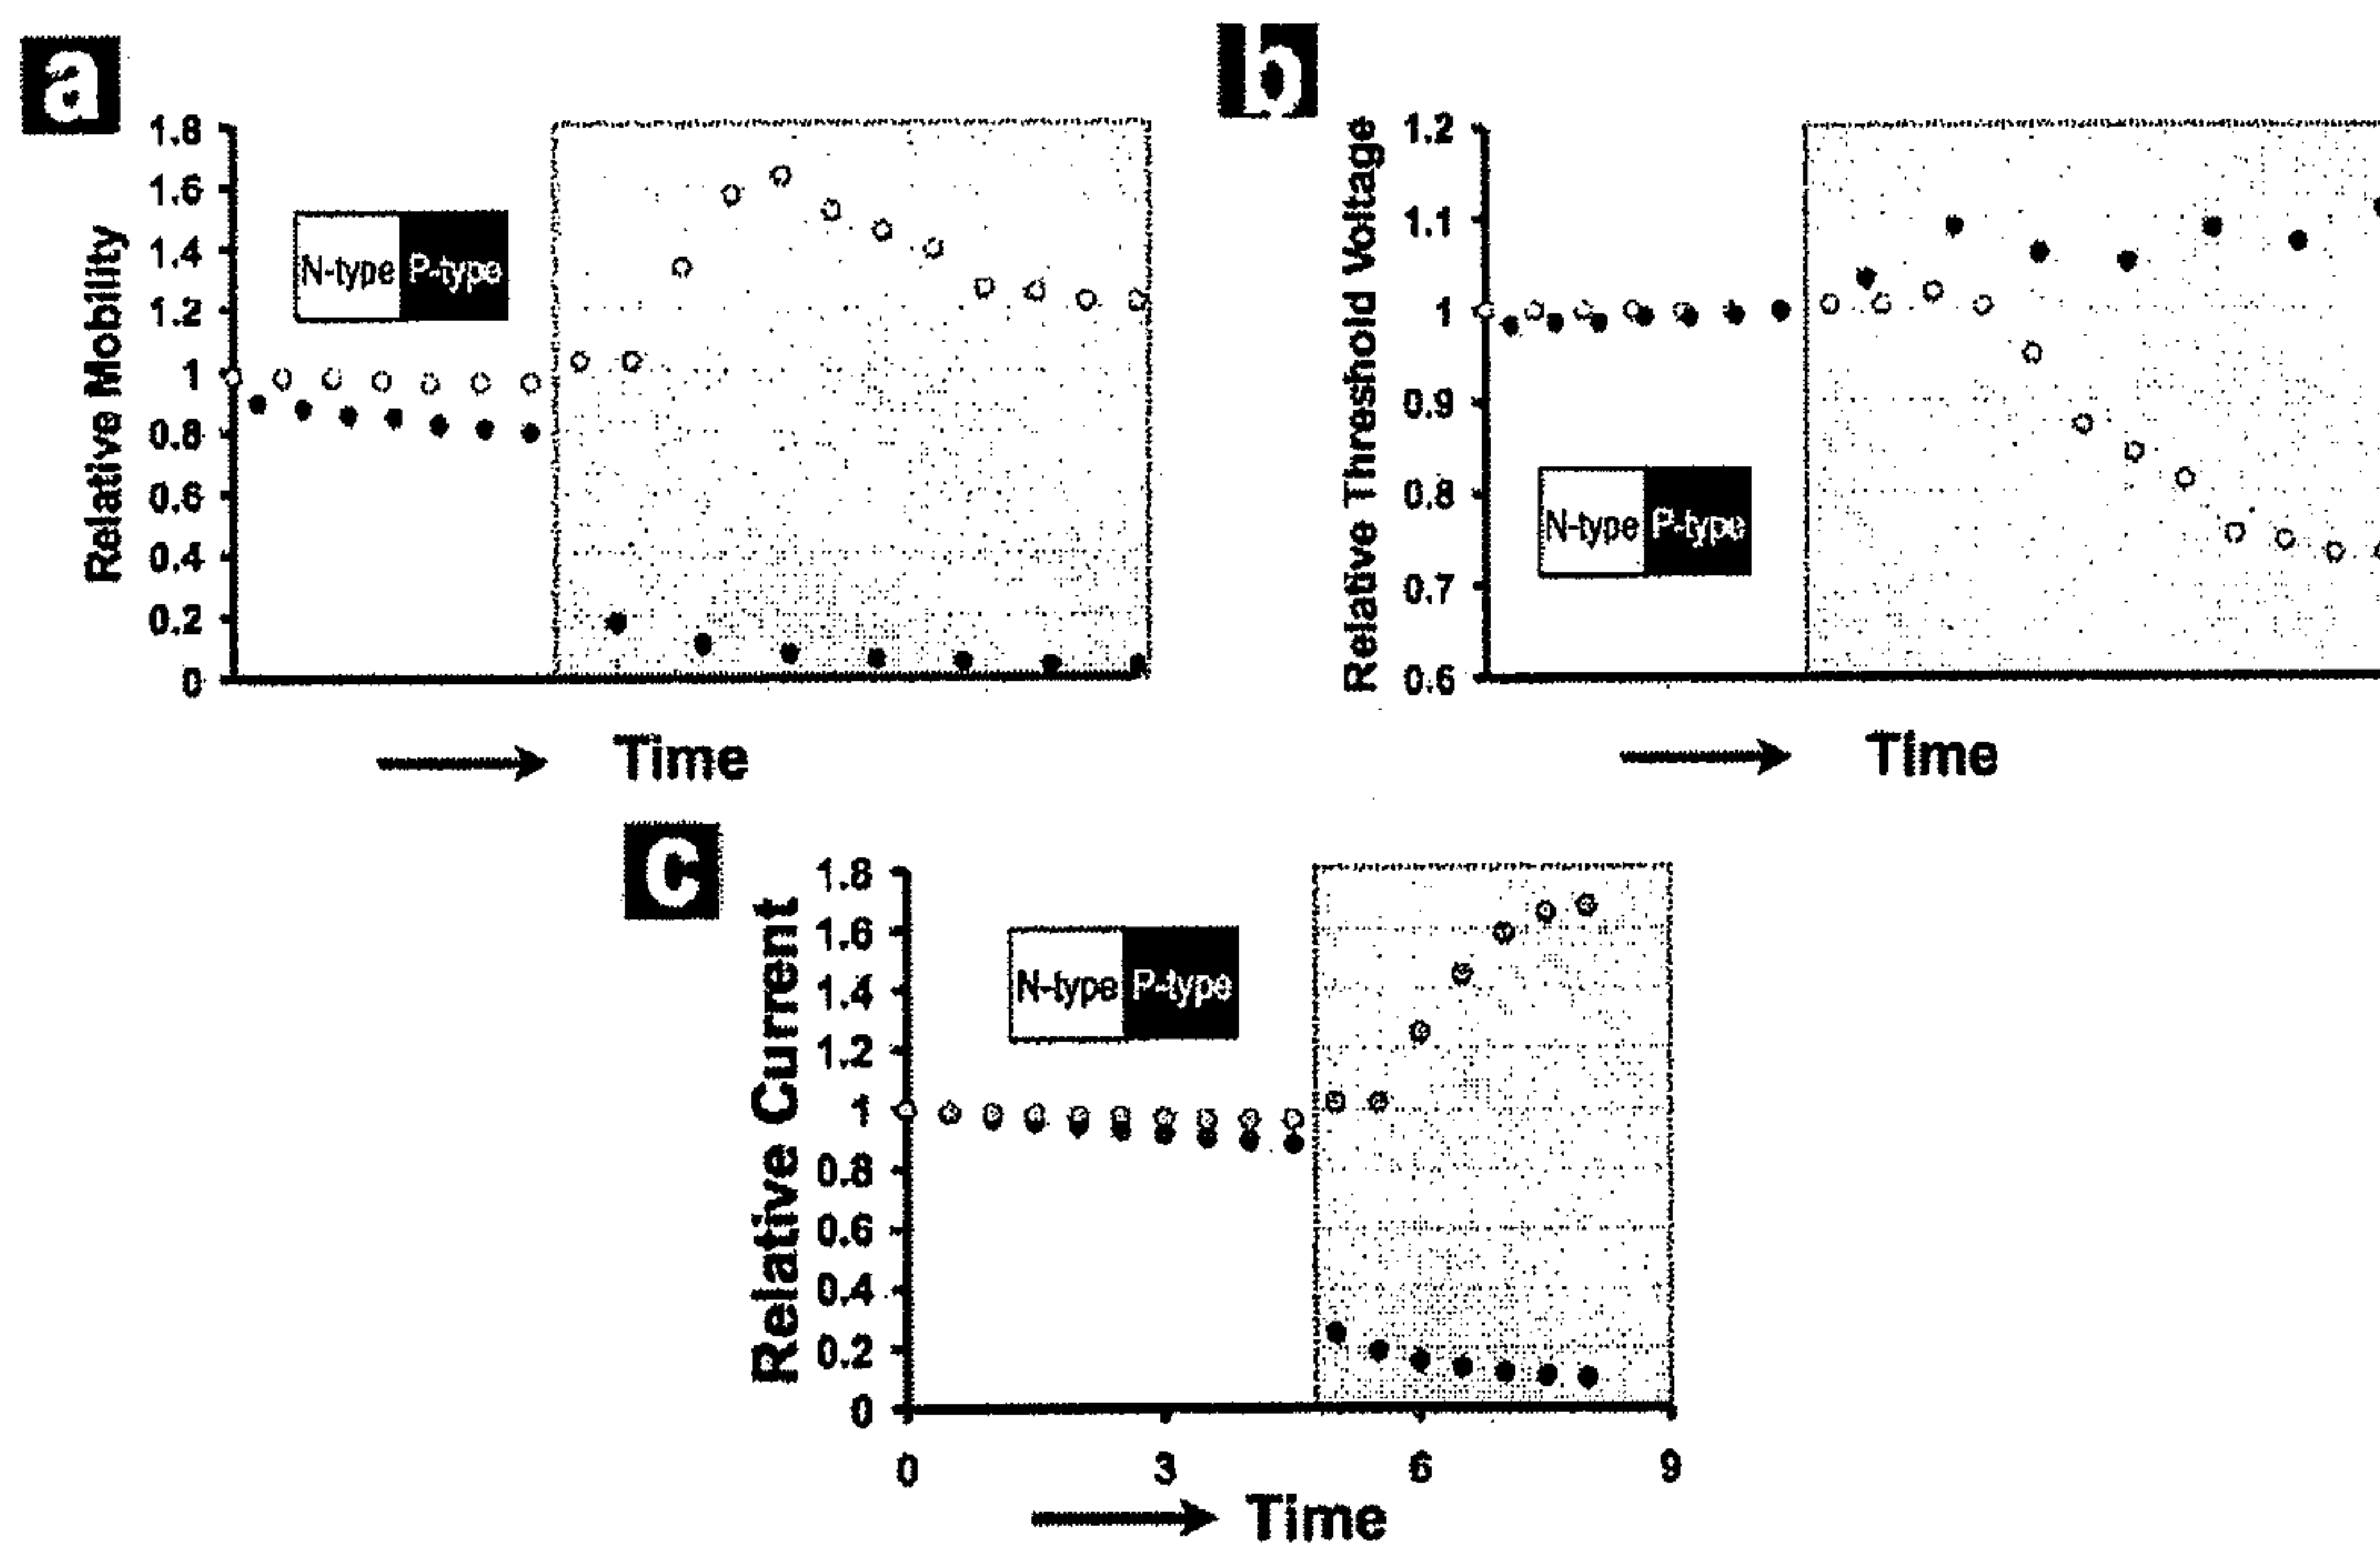 a
1.8
1.6
1.4
1.2
1
0.8
0.6
0.4
0.2
0
Relative Mobility
N-type P-type
Time
b
1.2
1.1
1
0.9
0.8
0.7
0.6
Relative Threshold Voltage
N-type P-type
Time
c
1.8
1.6
1.4
1.2
1
0.8
0.6
0.4
0.2
0
Relative Current
N-type P-type
0 3 6 9
Time